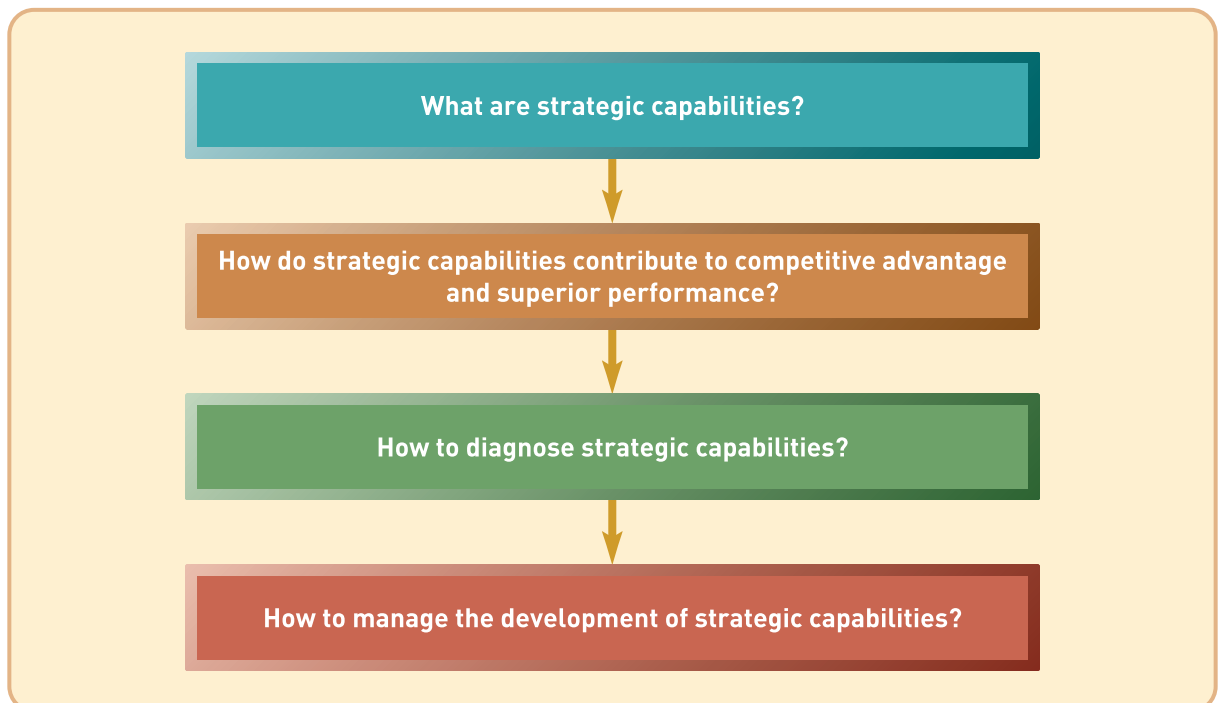 What are strategic capabilities?
How do strategic capabilities contribute to competitive advantage
and superior performance?
How to diagnose strategic capabilities?
How to manage the development of strategic capabilities?